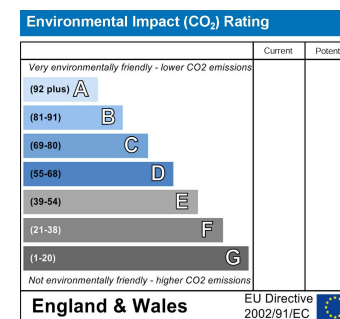 Environmental Impact (CO₂) Rating
Current Potent
Very environmentally friendly - lower CO2 emissions
(92 plus) A
(81-91) B
(69-80) C
(55-68) D
(39-54) E
(21-38) F
(1-20) G
Not environmentally friendly - higher CO2 emissions
England & Wales
EU Directive
2002/91/EC